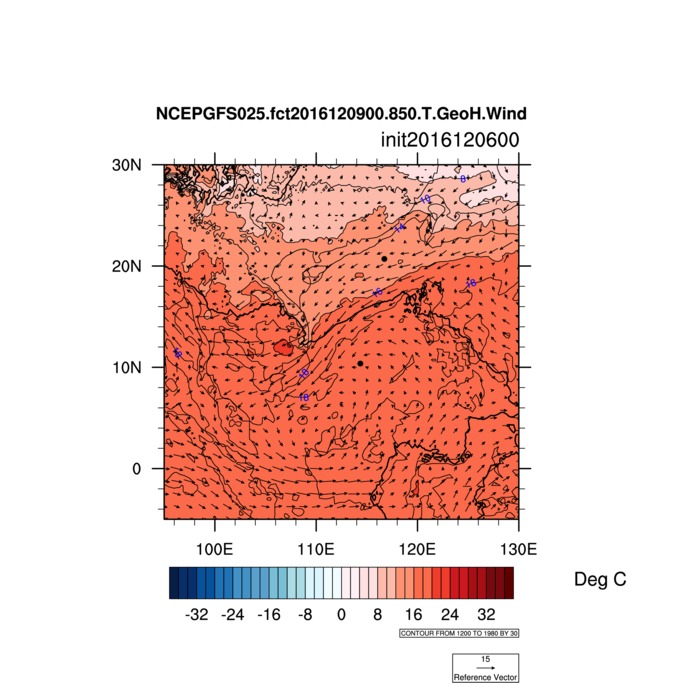 NCEPGFS025.fct2016120900.850.T.GeoH.Wind
init2016120600
30N
20N
10N
0
100E 110E 120E 130E
Deg C
-32 -24 -16 -8 0 8 16 24 32
CONTOUR FROM 1200 TO 1980 BY 30
15
Reference Vector